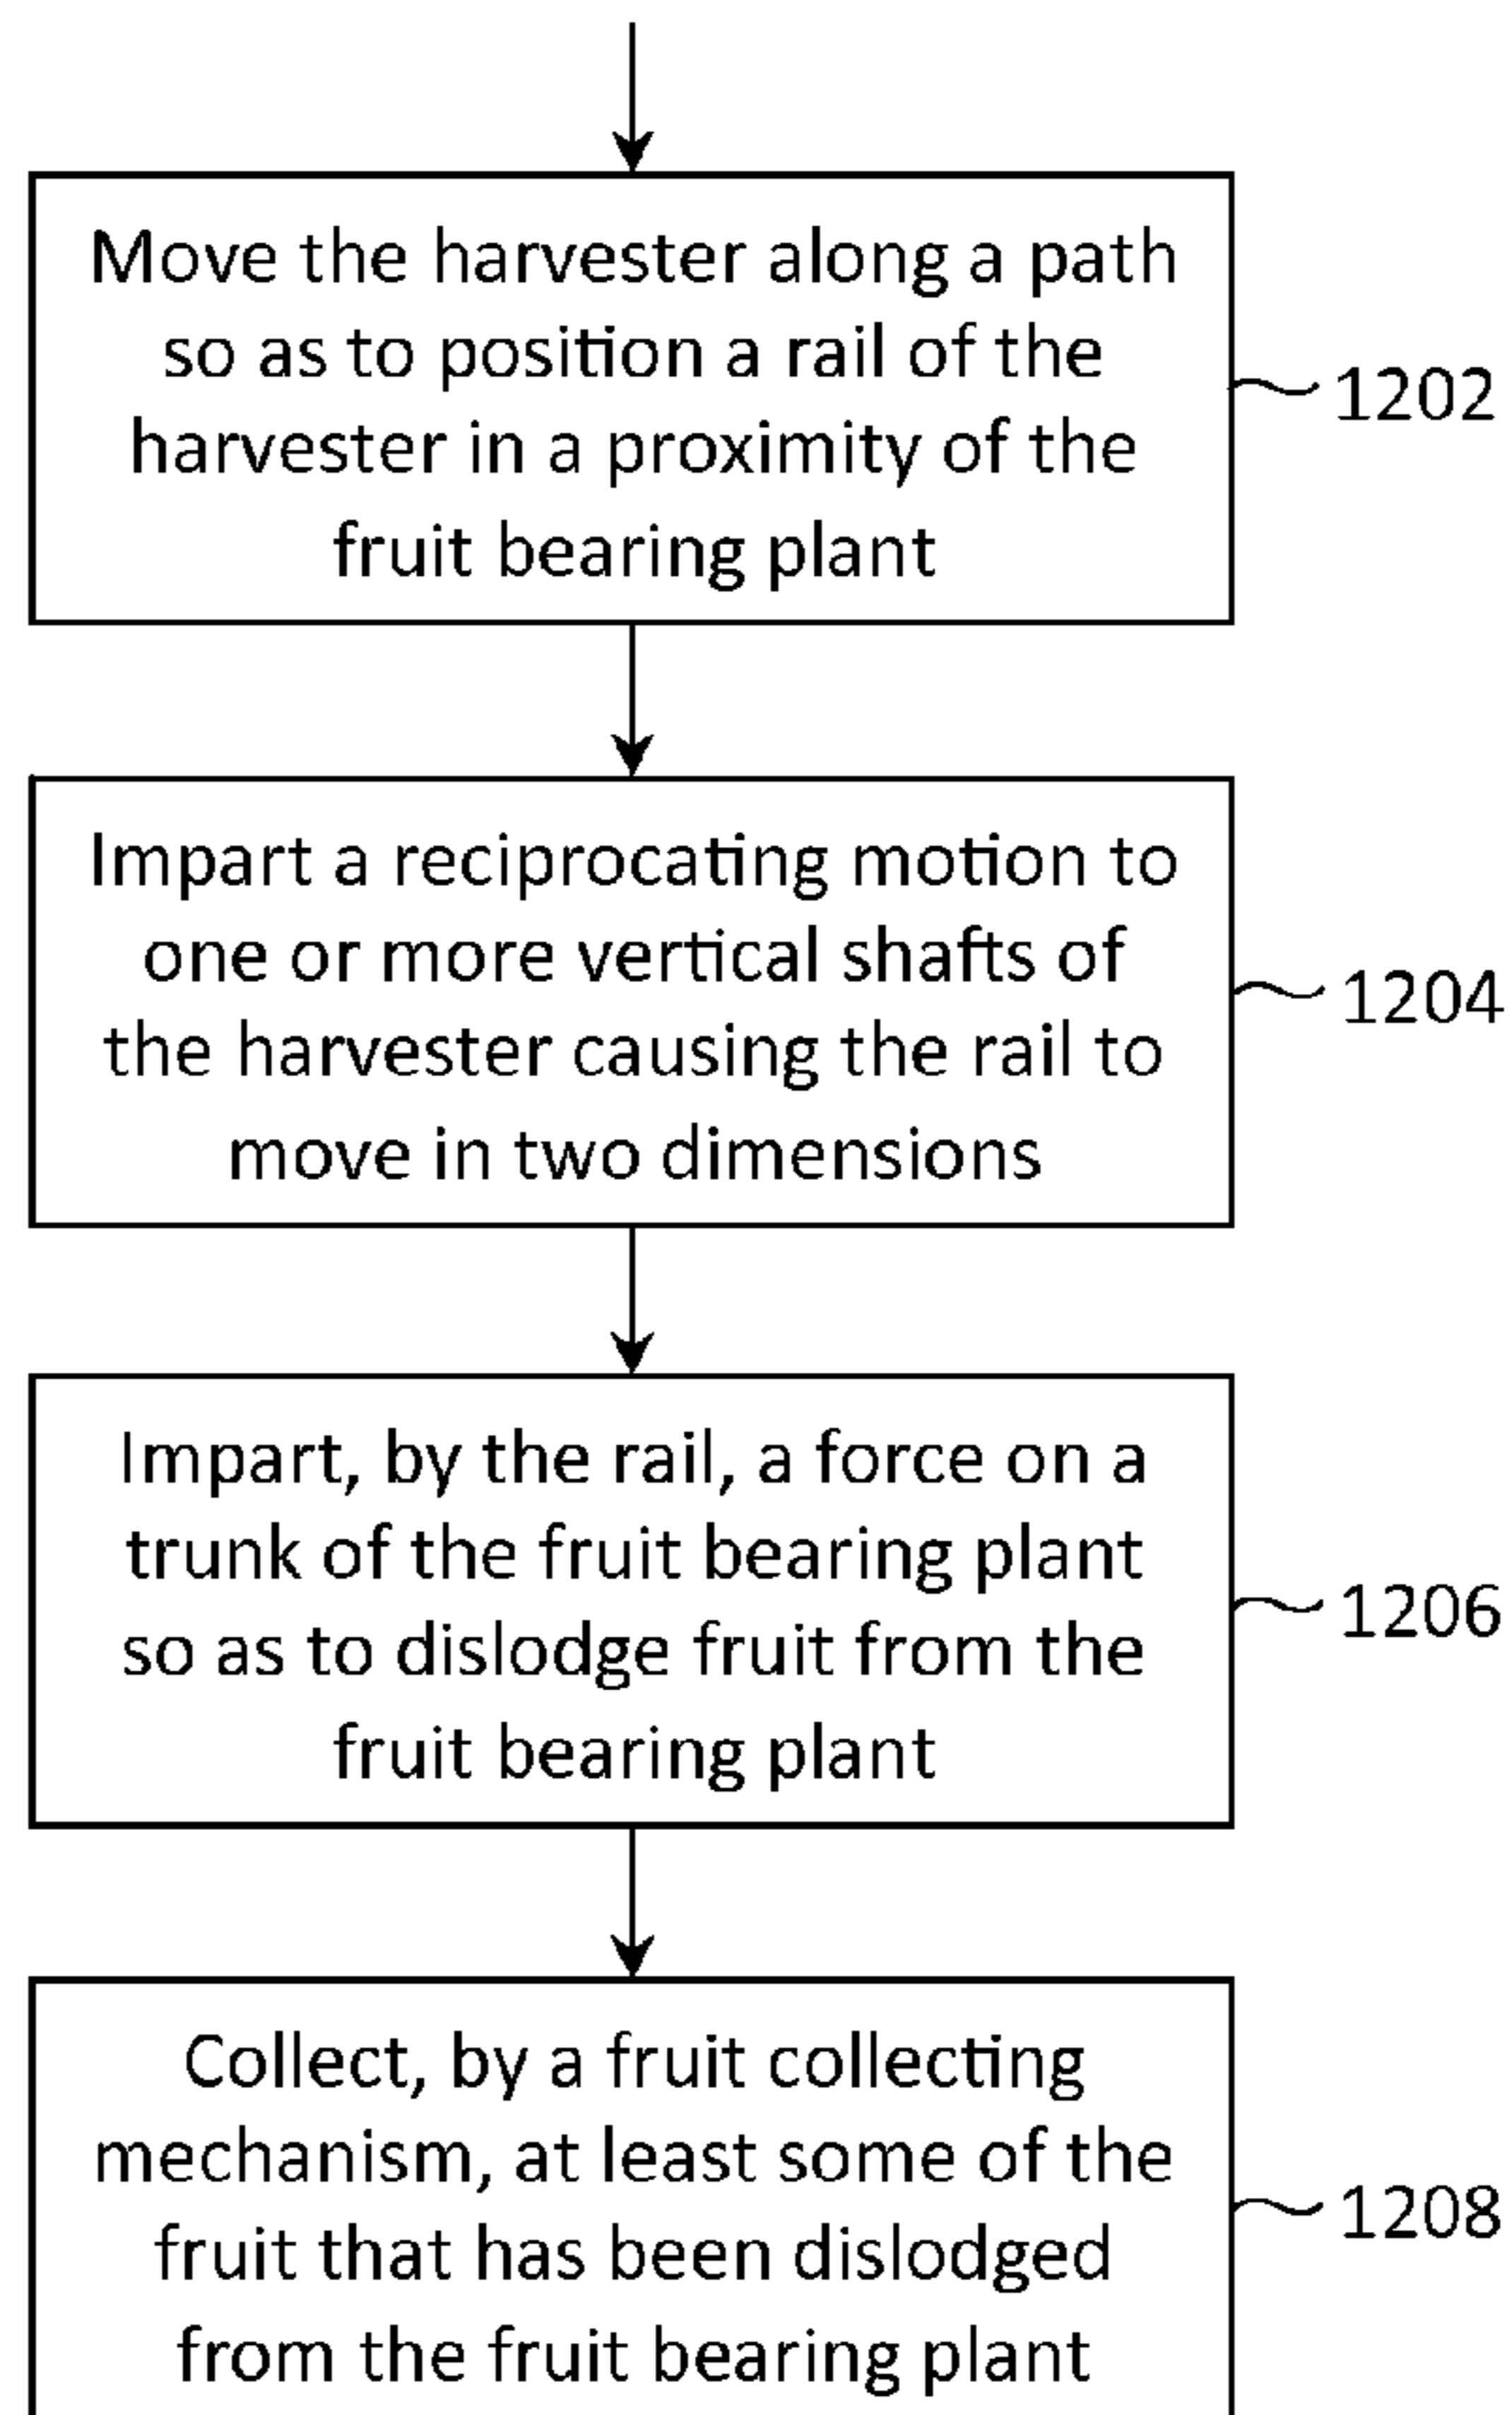 Move the harvester along a path
so as to position a rail of the
harvester in a proximity of the
fruit bearing plant
1202
Impart a reciprocating motion to
one or more vertical shafts of
the harvester causing the rail to
move in two dimensions
1204
Impart, by the rail, a force on a
trunk of the fruit bearing plant
so as to dislodge fruit from the
fruit bearing plant
1206
Collect, by a fruit collecting
mechanism, at least some of the
fruit that has been dislodged
from the fruit bearing plant
1208